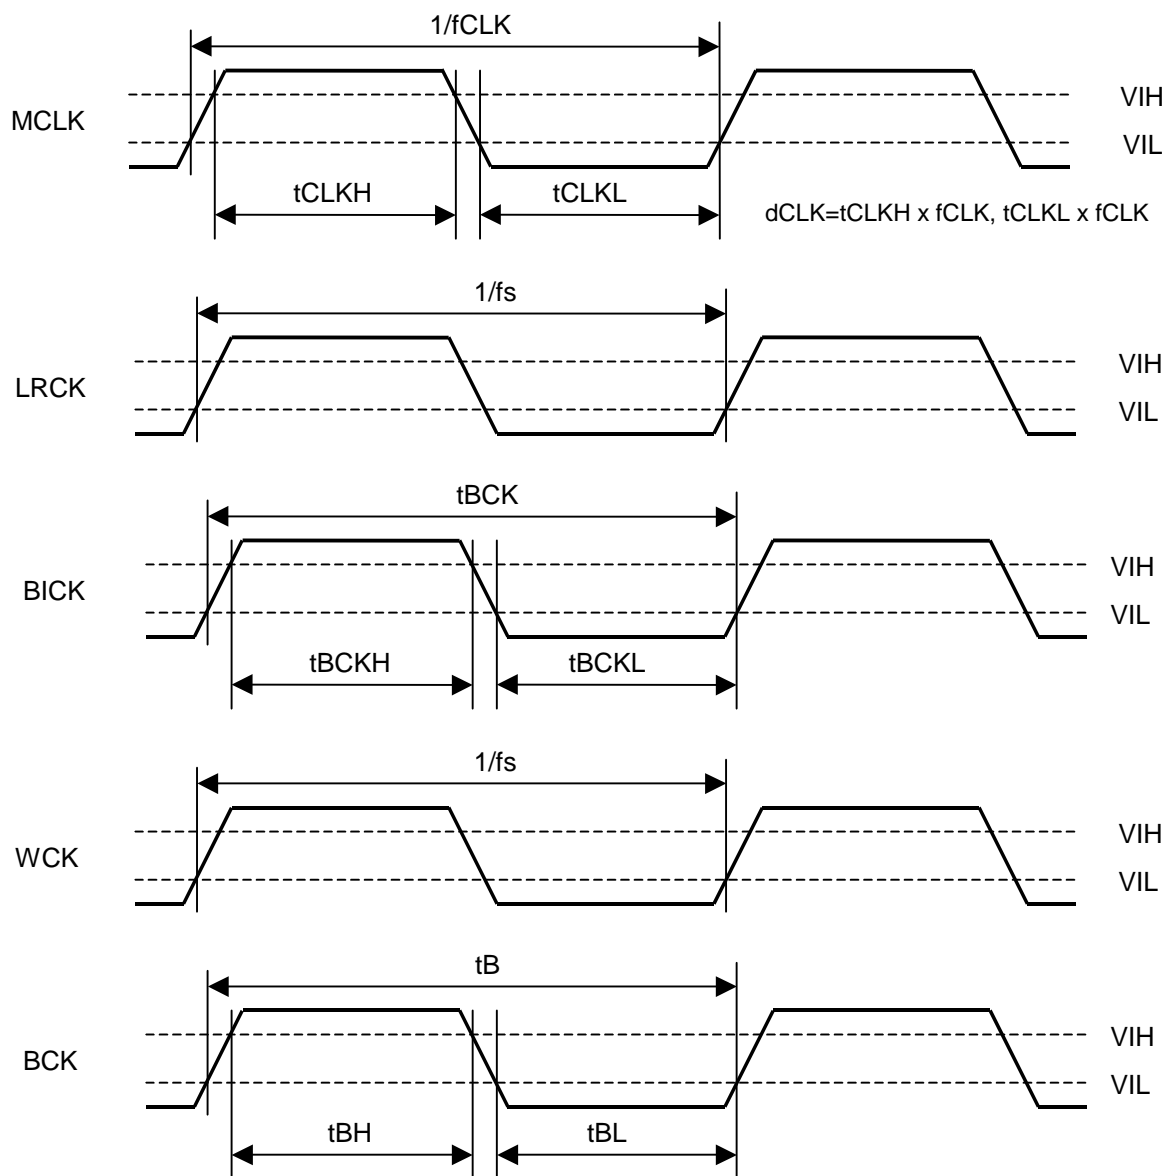 1/fCLK
MCLK
VIH
VIL
tCLKH
tCLKL
dCLK=tCLKH x fCLK, tCLKL x fCLK
1/fs
LRCK
VIH
VIL
tBCK
BICK
VIH
VIL
tBCKH
tBCKL
1/fs
WCK
VIH
VIL
tB
BCK
VIH
VIL
tBH
tBL